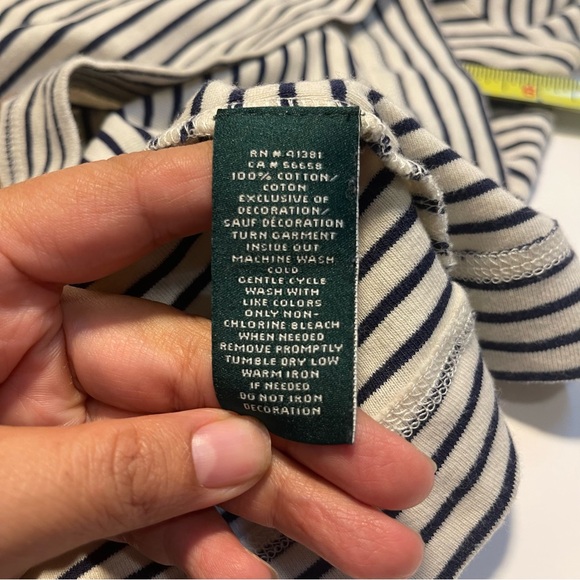 RN # 41381
CA # 56658
100% COTTON/
COTON
EXCLUSIVE OF
DECORATION/
SAUF DÉCORATION
TURN GARMENT
INSIDE OUT
MACHINE WASH
COLD
GENTLE CYCLE
WASH WITH
LIKE COLORS
ONLY NON-
CHLORINE BLEACH
WHEN NEEDED
REMOVE PROMPTLY
TUMBLE DRY LOW
WARM IRON
IF NEEDED
DO NOT IRON
DECORATION